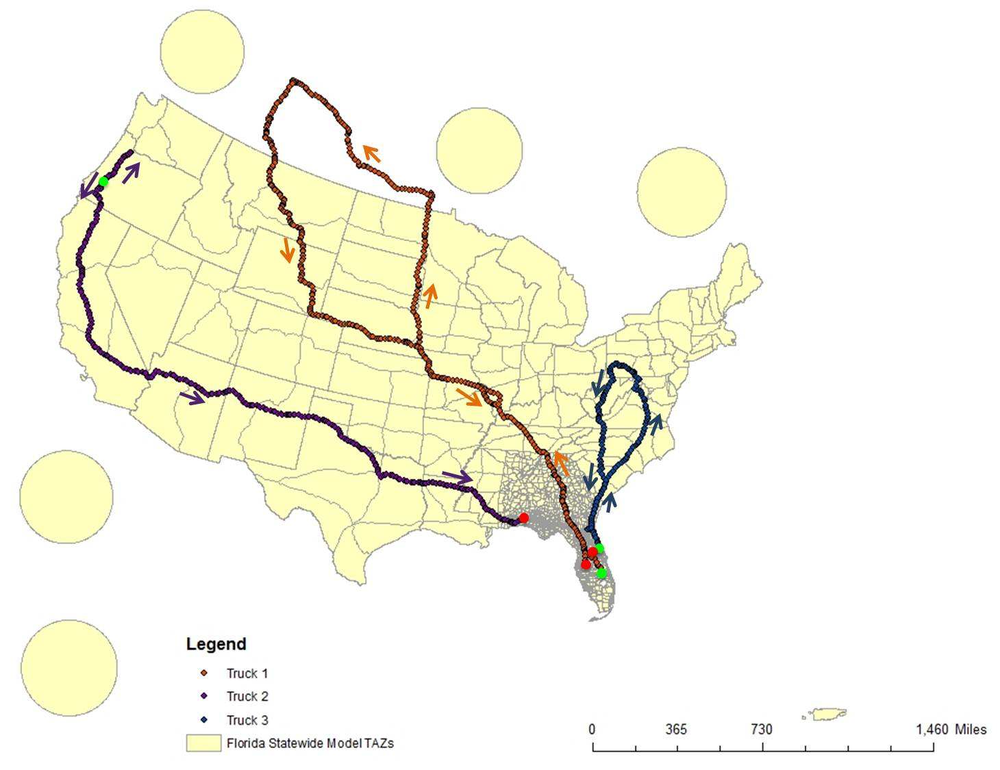 Legend
Truck 1
Truck 2
Truck 3
Florida Statewide Model TAZs
0 365 730 1,460 Miles